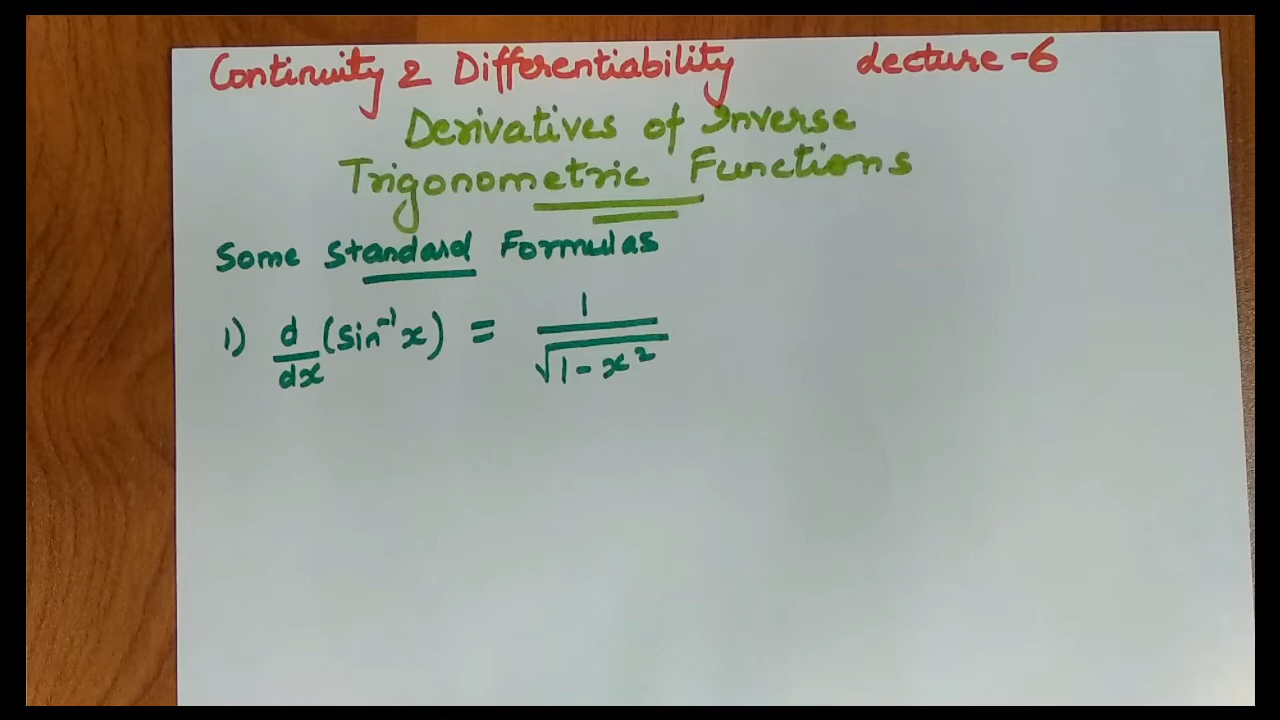 Continuity & Differentiability Lecture-6
Derivatives of Inverse
Trigonometric Functions
Some Standard Formulas
1) d/dx (sin⁻¹x) = 1/√(1-x²)